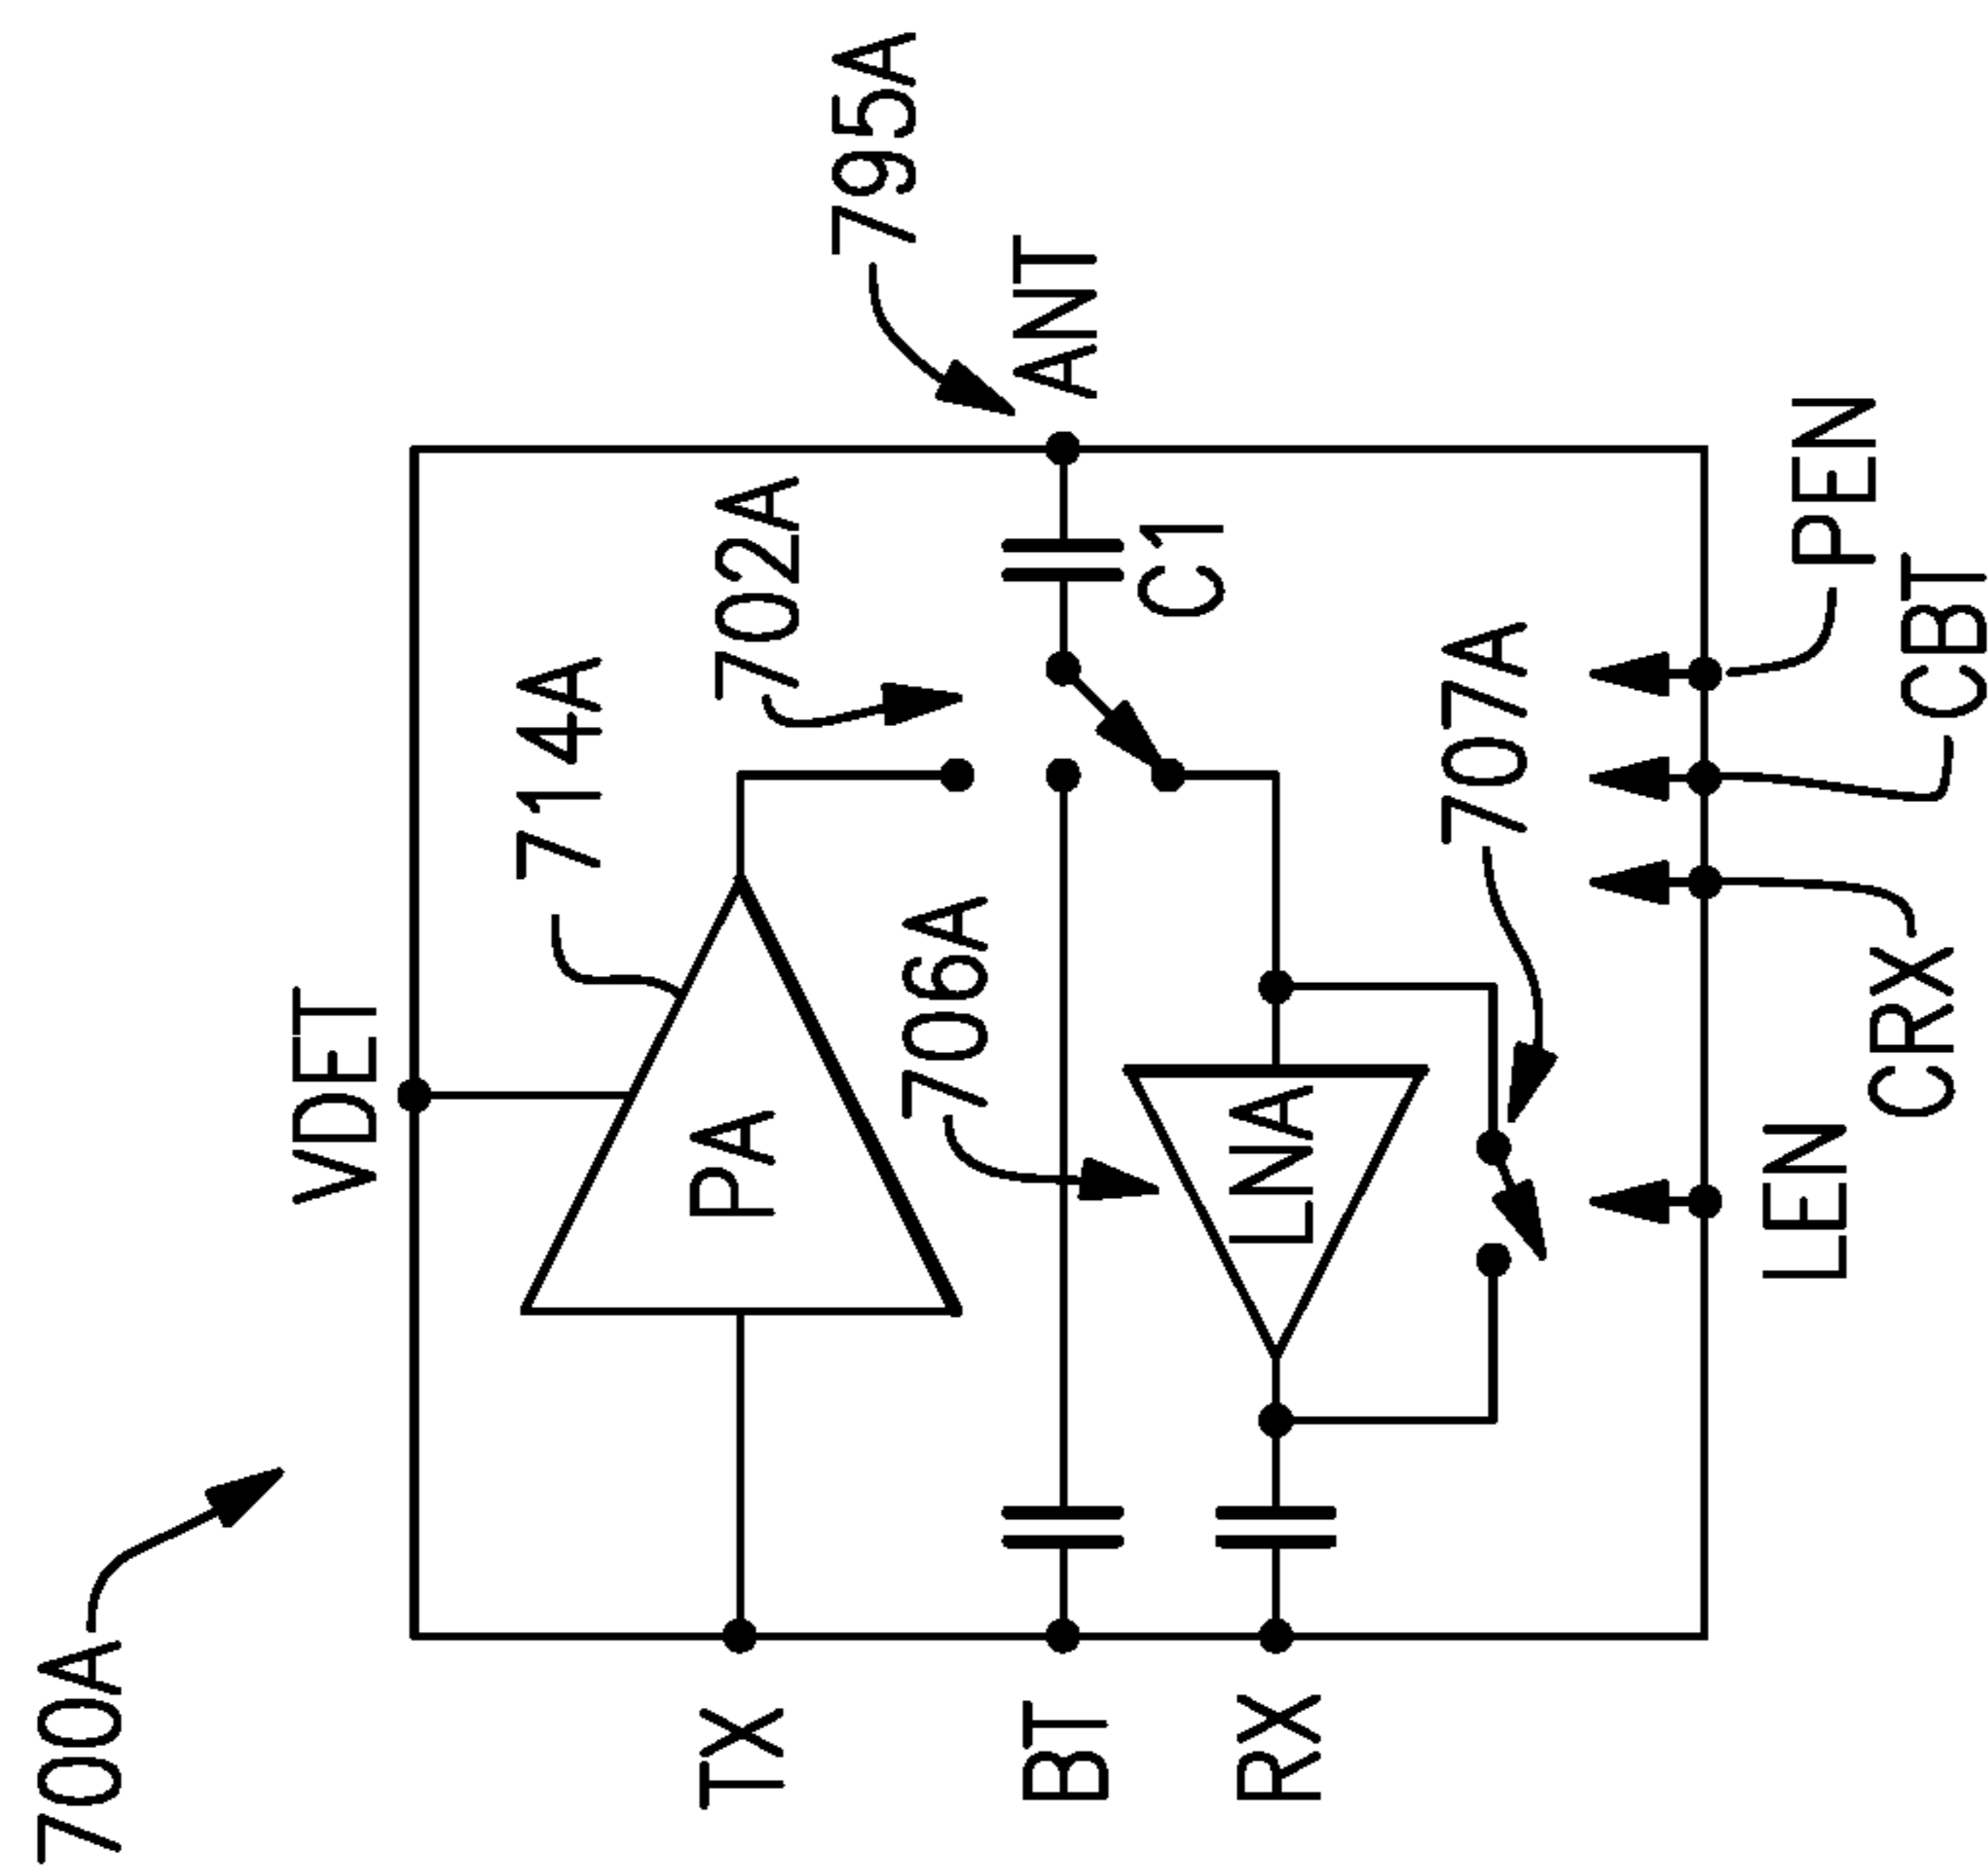 700A
VDET
714A
702A
795A
ANT
TX
PA
706A
C1
BT
LNA
707A
RX
LEN
CRX
CBT
PEN